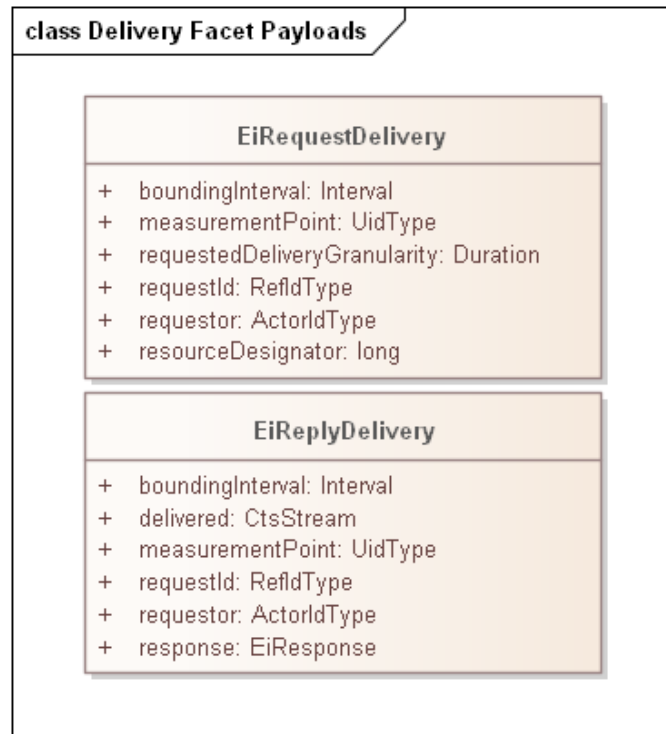 class Delivery Facet Payloads
EiRequestDelivery
+ boundingInterval: Interval
+ measurementPoint: UidType
+ requestedDeliveryGranularity: Duration
+ requestId: RefIdType
+ requestor: ActorIdType
+ resourceDesignator: long
EiReplyDelivery
+ boundingInterval: Interval
+ delivered: CtsStream
+ measurementPoint: UidType
+ requestId: RefIdType
+ requestor: ActorIdType
+ response: EiResponse